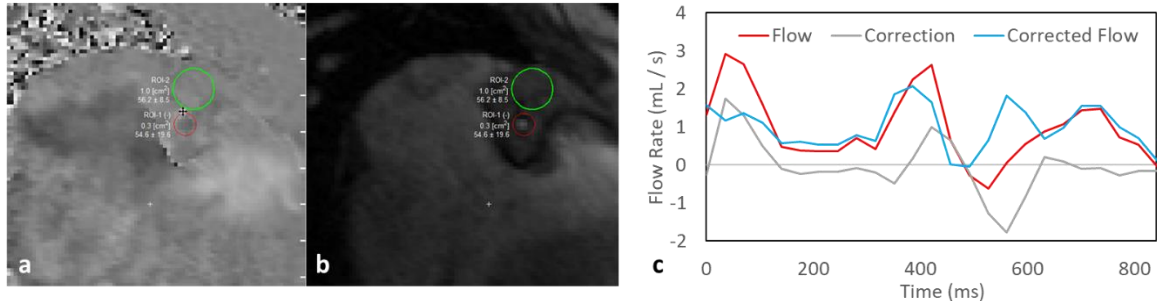 ROI-2
1.0 [cm²]
56.2 ± 8.5
ROI-1 (-)
0.3 [cm²]
54.6 ± 19.6
a
ROI-2
1.0 [cm²]
56.2 ± 8.5
ROI-1 (-)
0.3 [cm²]
54.6 ± 19.6
b
Flow Correction Corrected Flow
Flow Rate (mL / s)
4
3
2
1
0
-1
-2
0 200 400 600 800
Time (ms)
c